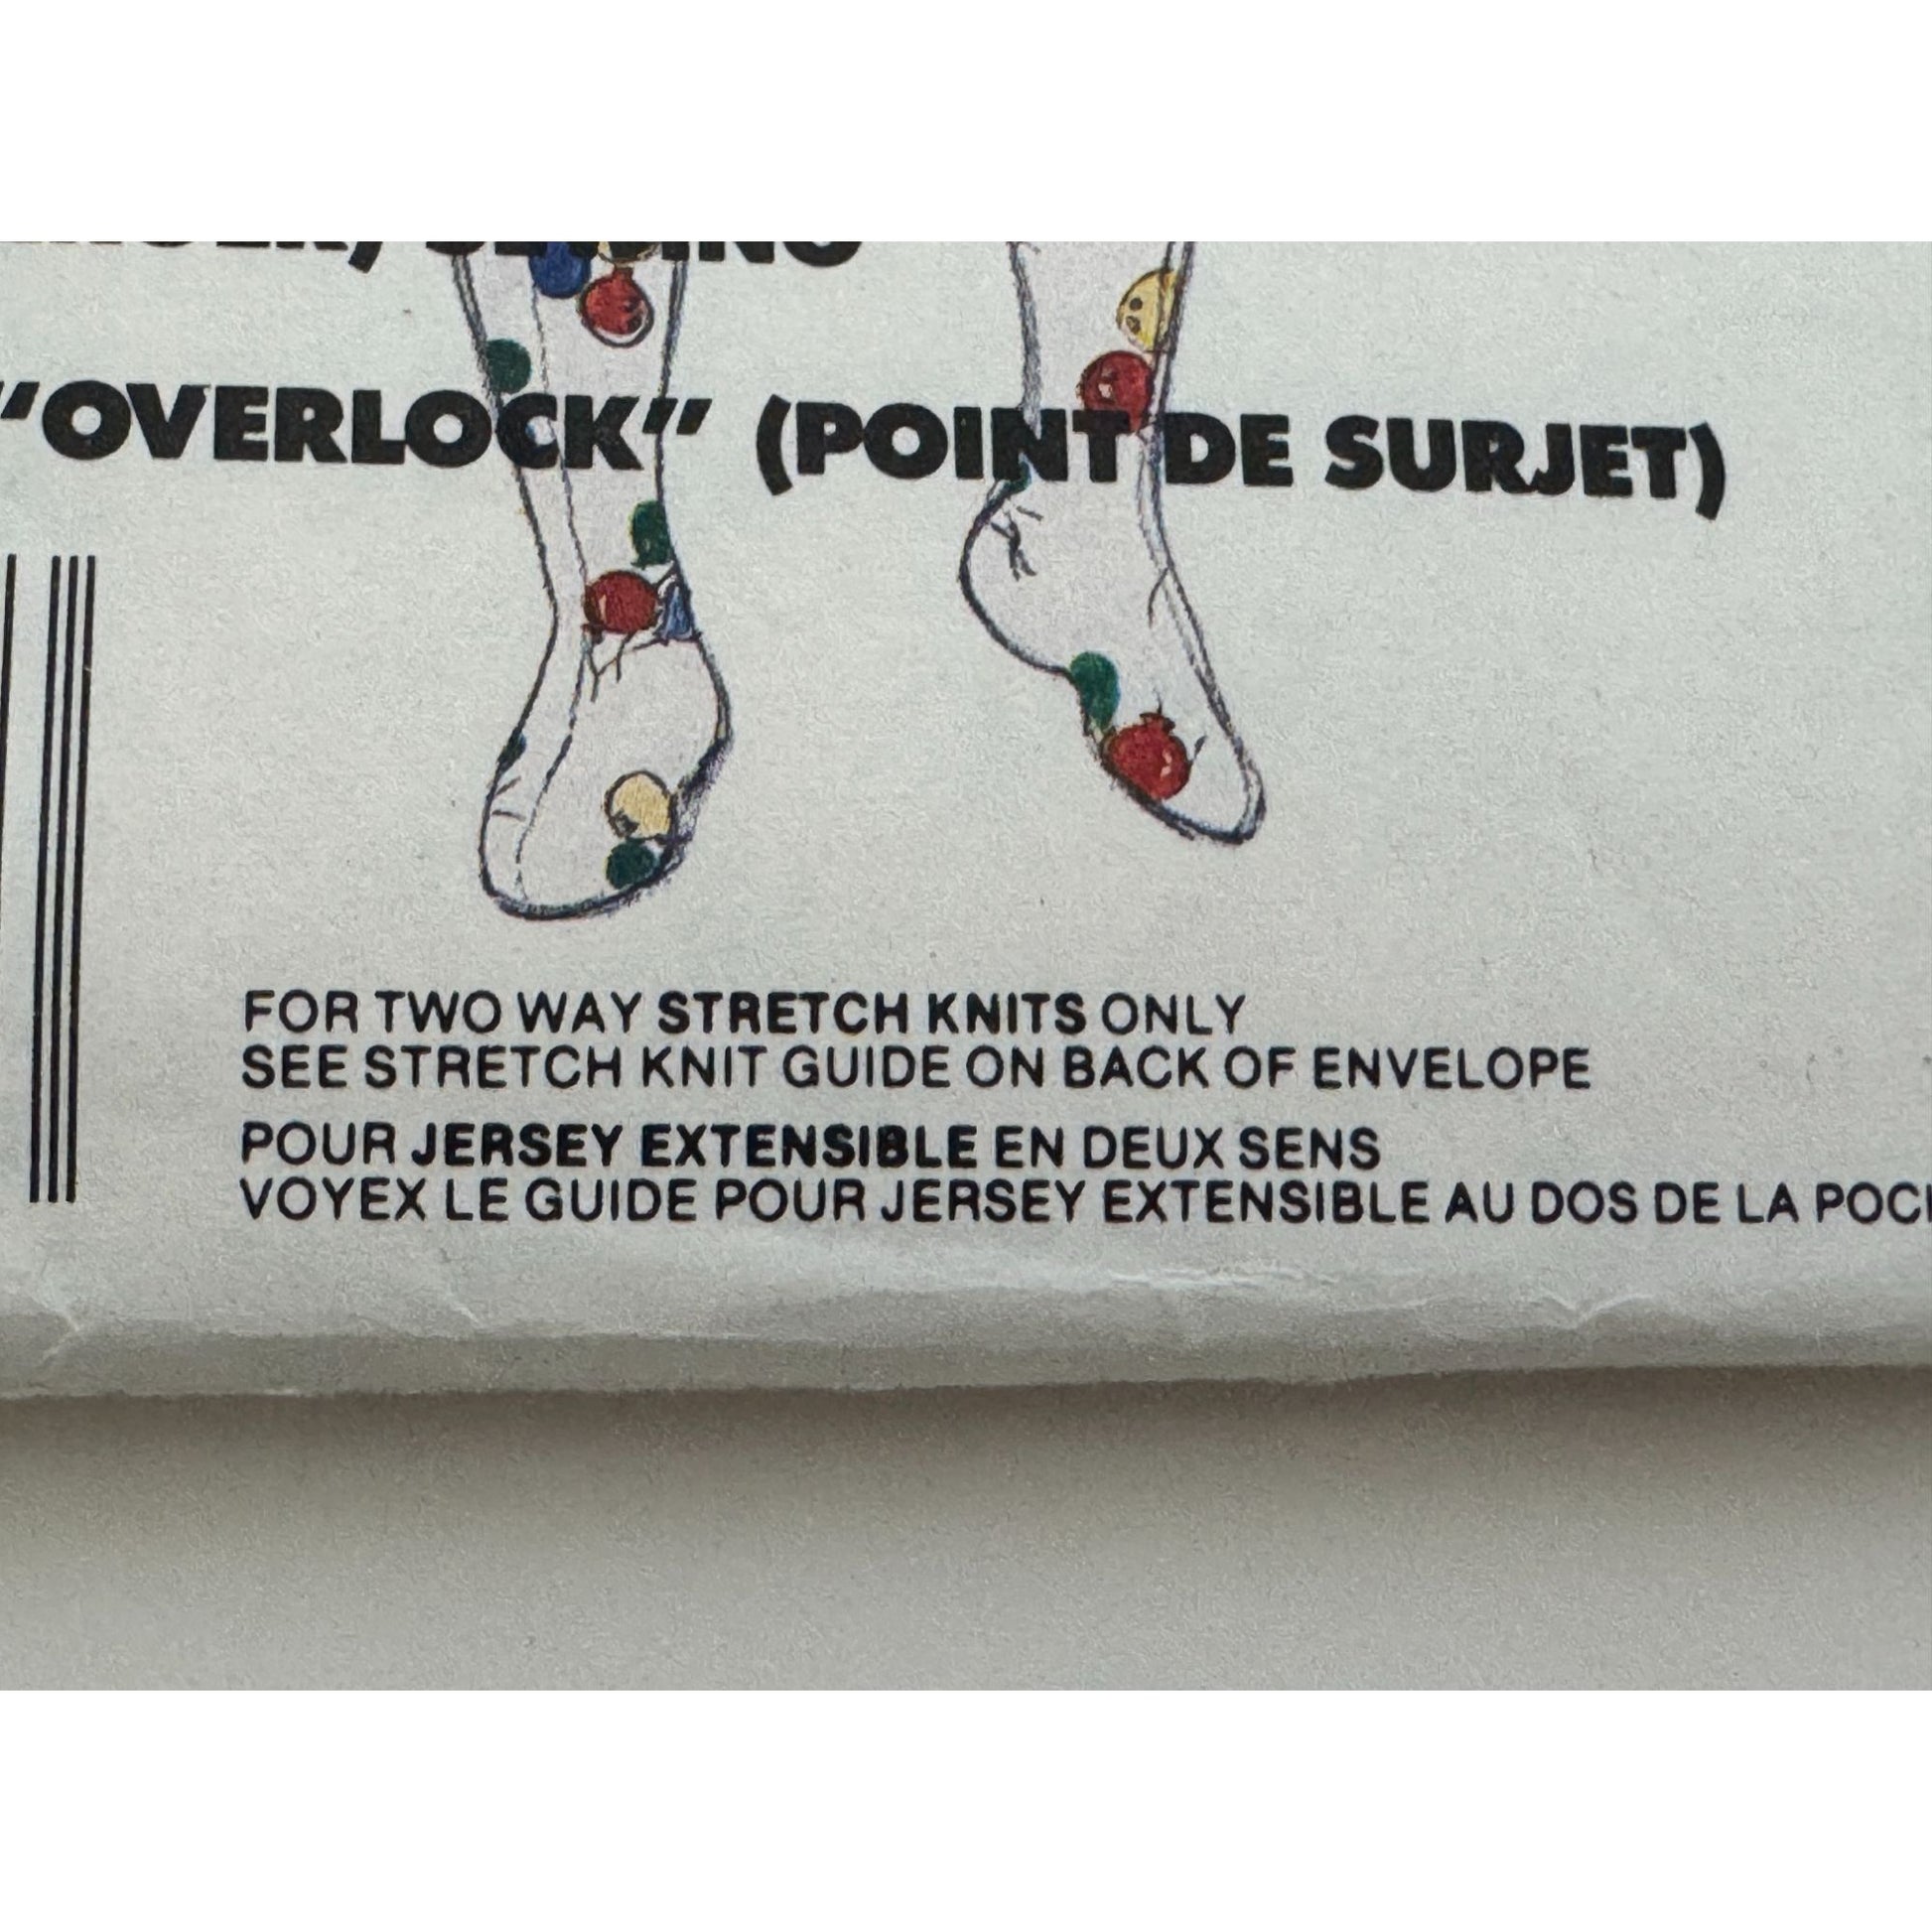 "OVERLOCK" (POINT DE SURJET)
FOR TWO WAY STRETCH KNITS ONLY
SEE STRETCH KNIT GUIDE ON BACK OF ENVELOPE
POUR JERSEY EXTENSIBLE EN DEUX SENS
VOYEX LE GUIDE POUR JERSEY EXTENSIBLE AU DOS DE LA